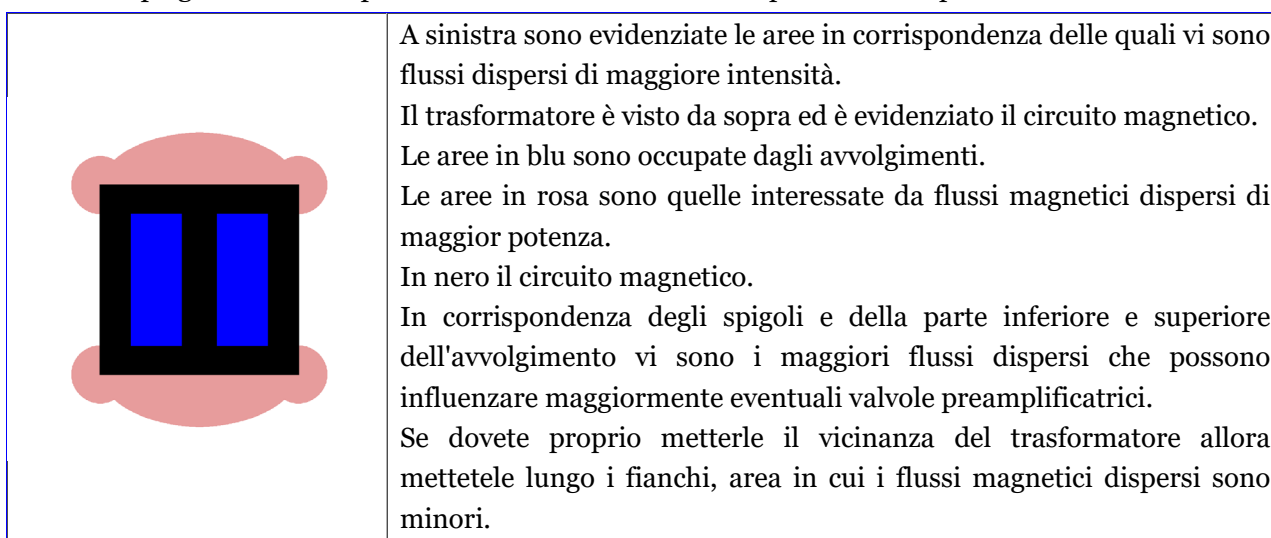 A sinistra sono evidenziate le aree in corrispondenza delle quali vi sono
flussi dispersi di maggiore intensità.
Il trasformatore è visto da sopra ed è evidenziato il circuito magnetico.
Le aree in blu sono occupate dagli avvolgimenti.
Le aree in rosa sono quelle interessate da flussi magnetici dispersi di
maggior potenza.
In nero il circuito magnetico.
In corrispondenza degli spigoli e della parte inferiore e superiore
dell'avvolgimento vi sono i maggiori flussi dispersi che possono
influenzare maggiormente eventuali valvole preamplificatrici.
Se dovete proprio metterle il vicinanza del trasformatore allora
mettetele lungo i fianchi, area in cui i flussi magnetici dispersi sono
minori.